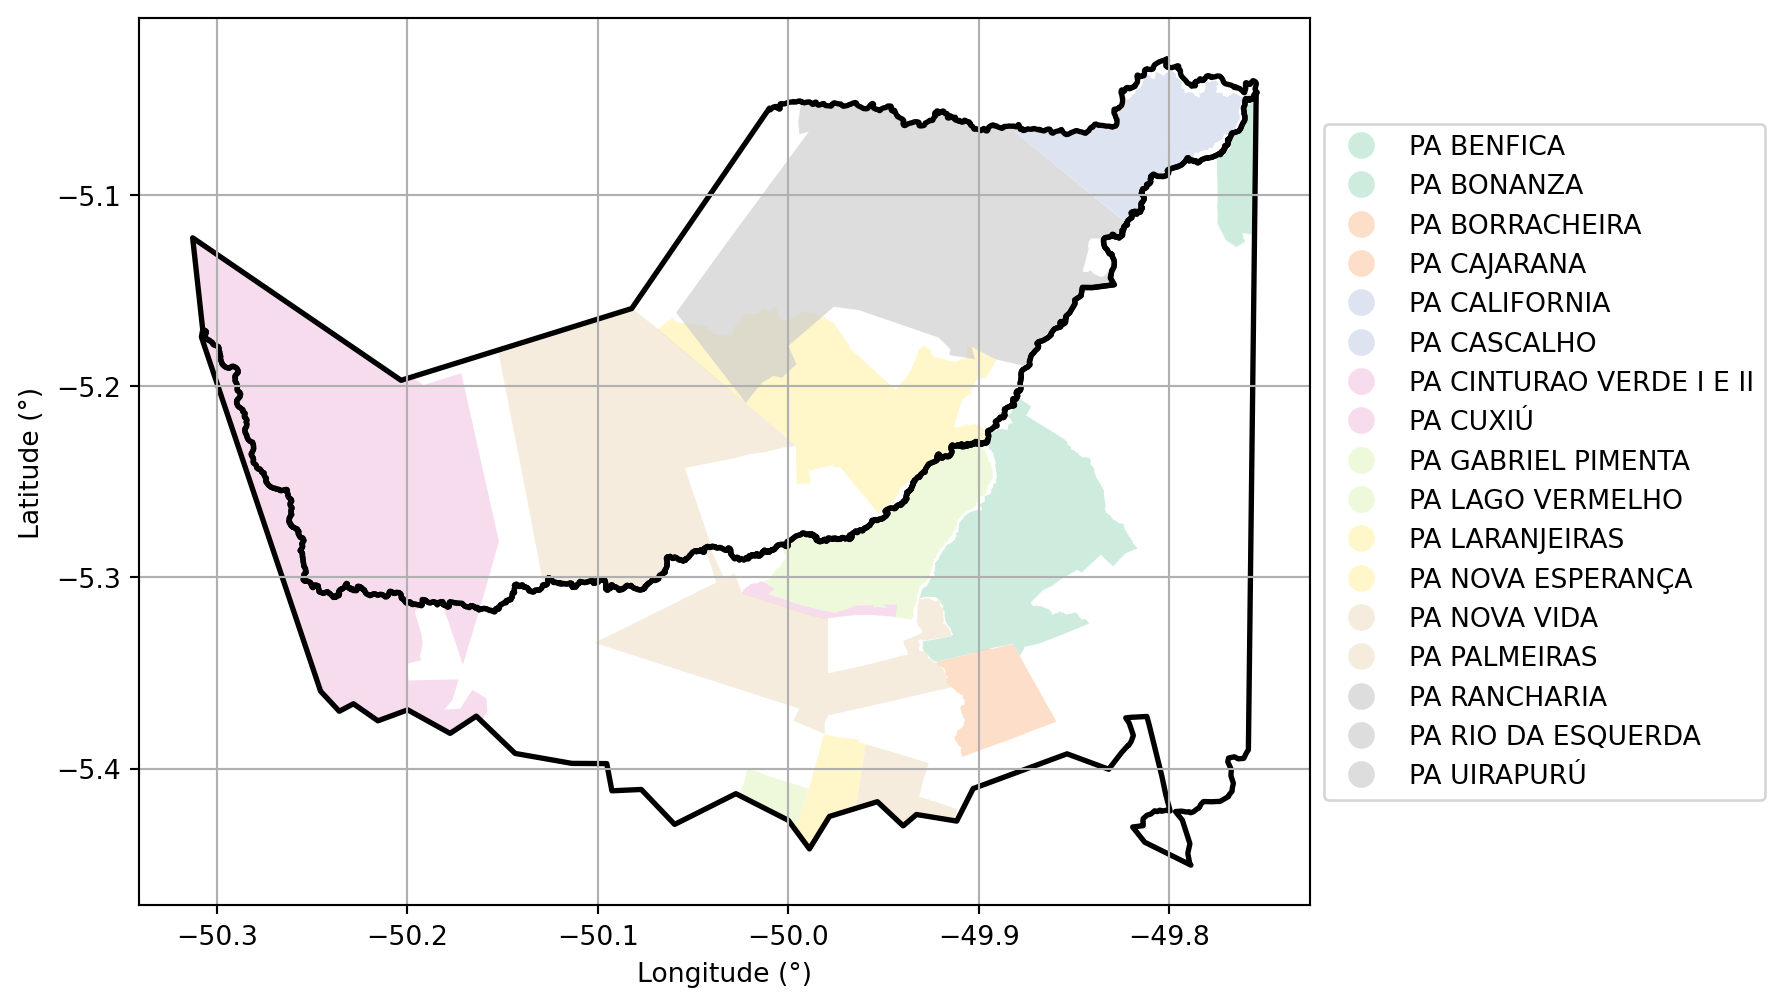 −5.1
−5.2
−5.3
−5.4
Latitude (°)
−50.3
−50.2
−50.1
−50.0
−49.9
−49.8
Longitude (°)
PA BENFICA
PA BONANZA
PA BORRACHEIRA
PA CAJARANA
PA CALIFORNIA
PA CASCALHO
PA CINTURAO VERDE I E II
PA CUXIÚ
PA GABRIEL PIMENTA
PA LAGO VERMELHO
PA LARANJEIRAS
PA NOVA ESPERANÇA
PA NOVA VIDA
PA PALMEIRAS
PA RANCHARIA
PA RIO DA ESQUERDA
PA UIRAPURÚ